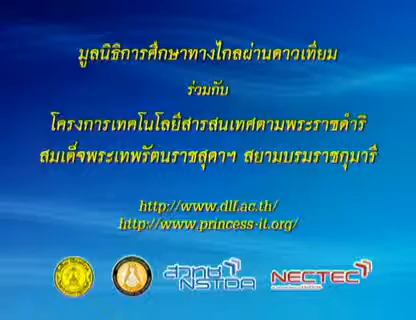 มูลนิธิการศึกษาทางไกลผ่านดาวเทียม
ร่วมกับ
โครงการเทคโนโลยีสารสนเทศตามพระราชดำริ
สมเด็จพระเทพรัตนราชสุดาฯ สยามบรมราชกุมารี
http://www.dlf.ac.th/
http://www.princess-it.org/
สวทช
NSTDA
NECTEC